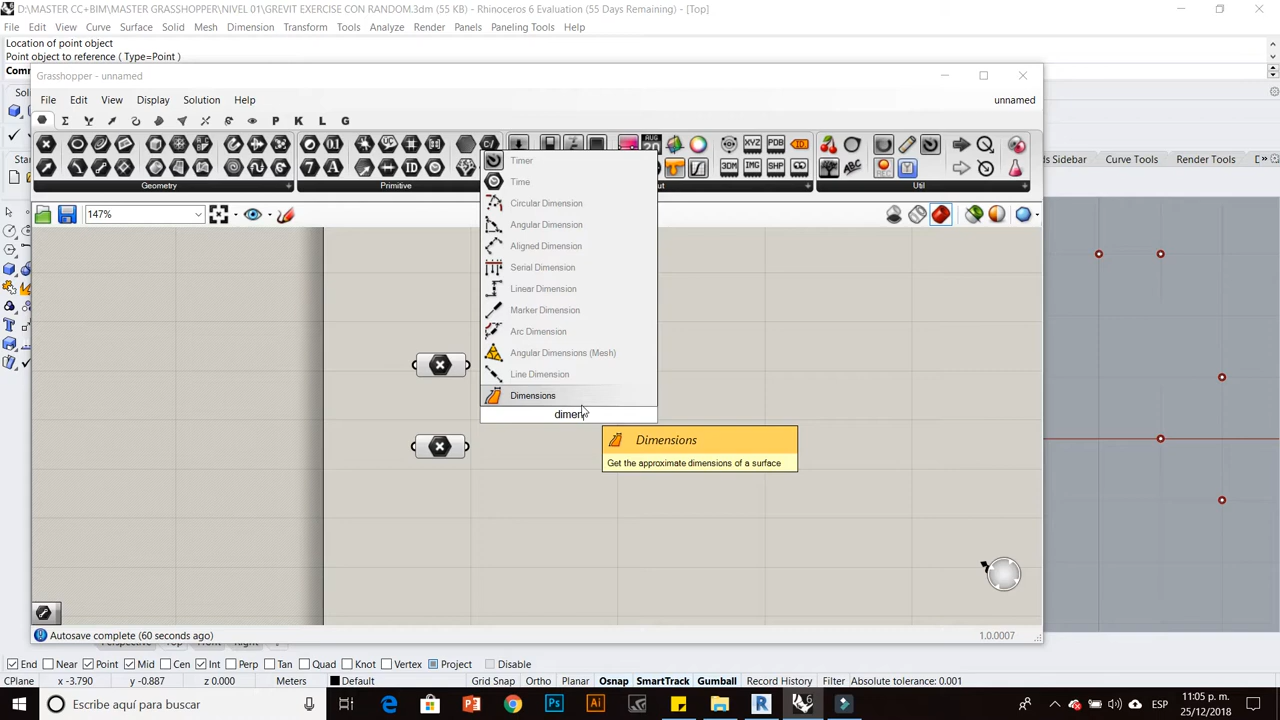 D:\MASTER CC+BIM\MASTER GRASSHOPPER\NIVEL 01\GREVIT EXERCISE CON RANDOM.3dm (55 KB) - Rhinoceros 6 Evaluation (55 Days Remaining) - [Top]
File Edit View Curve Surface Solid Mesh Dimension Transform Tools Analyze Render Panels Paneling Tools Help
Location of point object
Point object to reference ( Type=Point )
Comm
Grasshopper - unnamed
File Edit View Display Solution Help unnamed
P K L G
Geometry Primitive Util
Sidebar Curve Tools Render Tools
147%
Timer
Time
Circular Dimension
Angular Dimension
Aligned Dimension
Serial Dimension
Linear Dimension
Marker Dimension
Arc Dimension
Angular Dimensions (Mesh)
Line Dimension
Dimensions
dimen
Dimensions
Get the approximate dimensions of a surface
Autosave complete (60 seconds ago) 1.0.0007
End Near Point Mid Cen Int Perp Tan Quad Knot Vertex Project Disable
CPlane x -3.790 y -0.887 z 0.000 Meters Default Grid Snap Ortho Planar Osnap SmartTrack Gumball Record History Filter Absolute tolerance: 0.001
Escribe aquí para buscar ESP 11:05 p. m.
25/12/2018